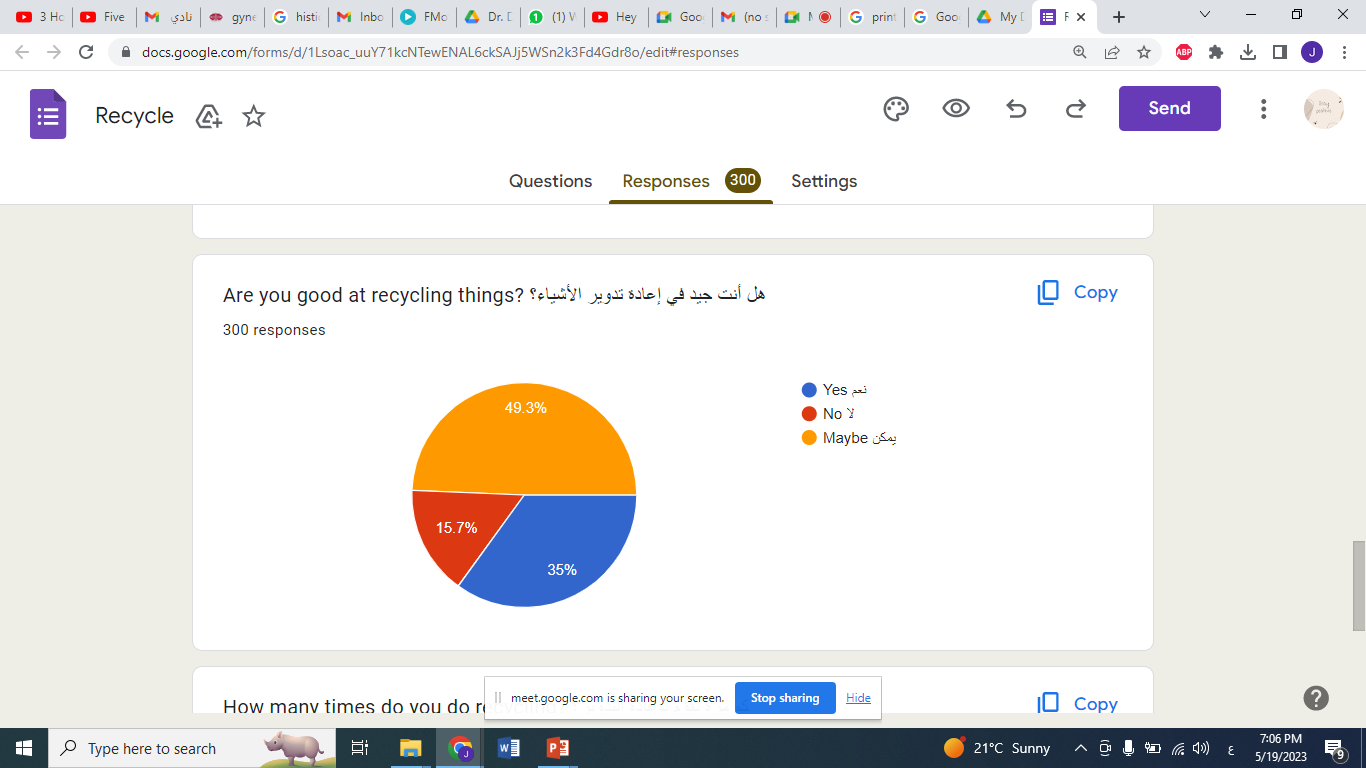 3 Ho
Five
نادي
gyne
histi
Inbo
FMo
Dr. D
(1) W
Hey
Goo
(no s
M
print
Goo
My D
docs.google.com/forms/d/1Lsoac_uuY71kcNTewENAL6ckSAJj5WSn2k3Fd4Gdr8o/edit#responses
ABP
J
Recycle
Send
Questions
Responses 300
Settings
Are you good at recycling things? هل أنت جيد في إعادة تدوير الأشياء؟
Copy
300 responses
49.3%
15.7%
35%
Yes نعم
No لا
Maybe يمكن
How many times do you do
Copy
meet.google.com is sharing your screen.
Stop sharing
Hide
Type here to search
21°C Sunny
ع
7:06 PM
5/19/2023
9